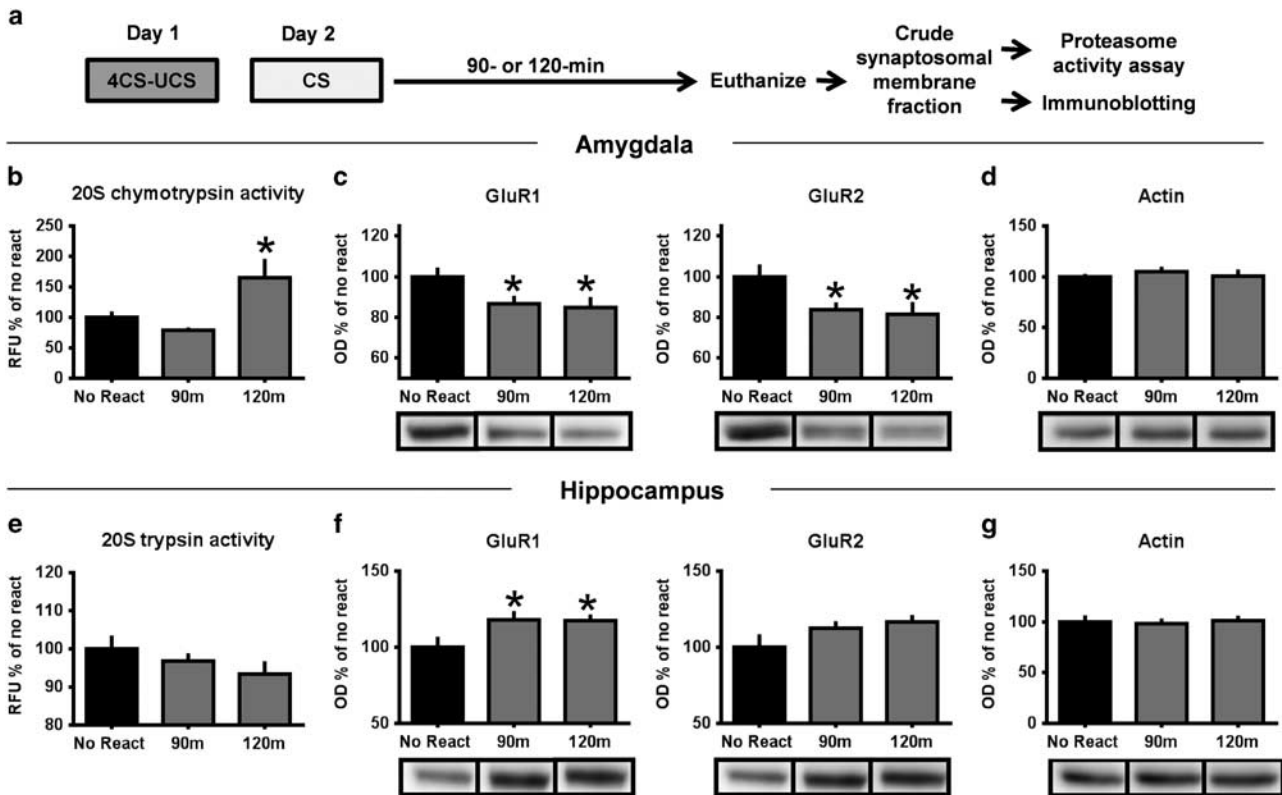 a
Day 1
Day 2
4CS-UCS
CS
90- or 120-min
Euthanize
Crude
synaptosomal
membrane
fraction
Proteasome
activity assay
Immunoblotting
Amygdala
b
20S chymotrypsin activity
RFU % of no react
250
200
150
100
50
0
*
No React 90m 120m
c
GluR1
OD % of no react
120
100
80
60
* *
No React 90m 120m
GluR2
OD % of no react
120
100
80
60
* *
No React 90m 120m
d
Actin
OD % of no react
150
100
50
0
No React 90m 120m
Hippocampus
e
20S trypsin activity
RFU % of no react
120
110
100
90
80
No React 90m 120m
f
GluR1
OD % of no react
150
100
50
* *
No React 90m 120m
GluR2
OD % of no react
150
100
50
No React 90m 120m
g
Actin
OD % of no react
150
100
50
0
No React 90m 120m